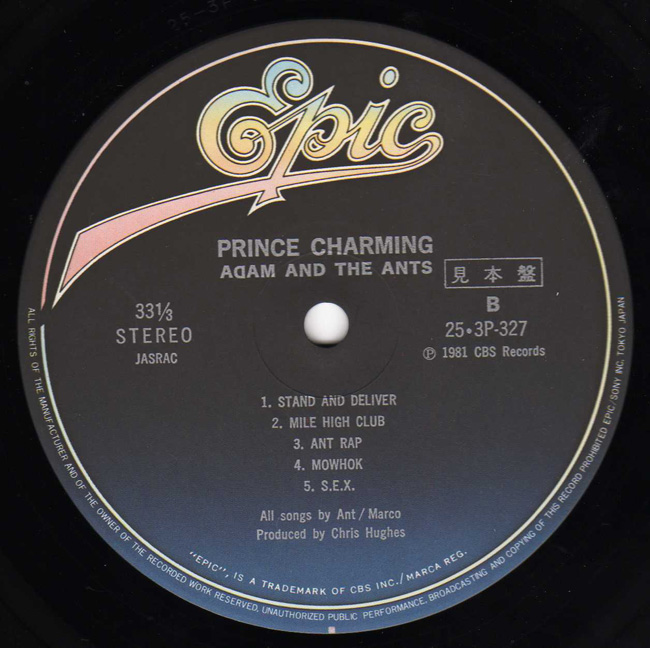 Epic
PRINCE CHARMING
ADAM AND THE ANTS
見本盤
33⅓
STEREO
JASRAC
B
25・3P-327
Ⓟ 1981 CBS Records
1. STAND AND DELIVER
2. MILE HIGH CLUB
3. ANT RAP
4. MOWHOK
5. S.E.X.
All songs by Ant / Marco
Produced by Chris Hughes
"EPIC", IS A TRADEMARK OF CBS INC./MARCA REG.
ALL RIGHTS OF THE MANUFACTURER AND OF THE OWNER OF THE RECORDED WORK RESERVED, UNAUTHORIZED PUBLIC PERFORMANCE, BROADCASTING AND COPYING OF THIS RECORD PROHIBITED EPIC/SONY INC. TOKYO JAPAN